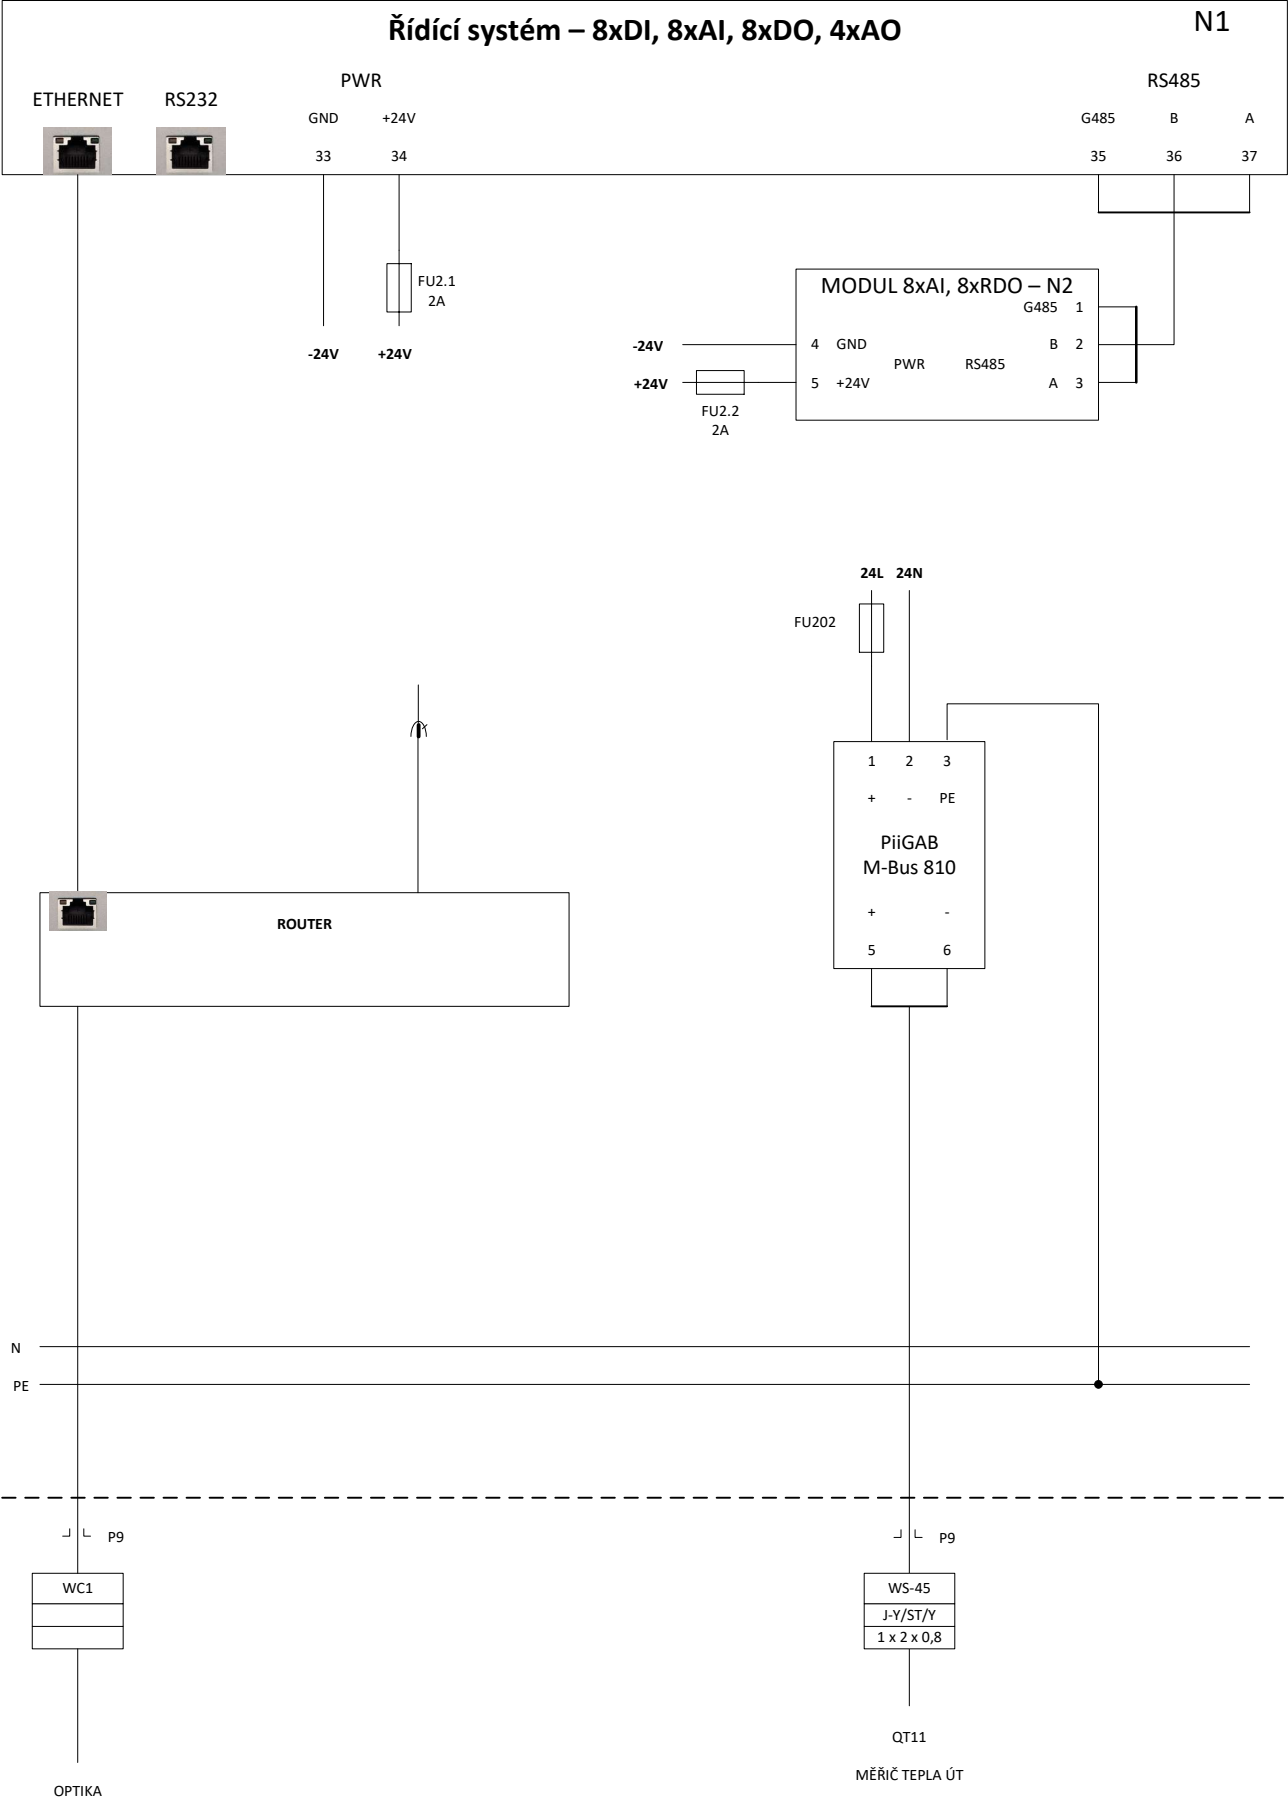 Řídící systém – 8xDI, 8xAI, 8xDO, 4xAO
N1
PWR
RS485
ETHERNET
RS232
GND
+24V
G485
B
A
33
34
35
36
37
FU2.1
2A
-24V
+24V
MODUL 8xAI, 8xRDO – N2
G485 1
-24V
4 GND
B 2
PWR
RS485
+24V
5 +24V
A 3
FU2.2
2A
24L 24N
FU202
1 2 3
+ - PE
PiiGAB
M-Bus 810
+ -
5 6
ROUTER
N
PE
P9
P9
WC1
WS-45
J-Y/ST/Y
1 x 2 x 0,8
QT11
MĚŘIČ TEPLA ÚT
OPTIKA